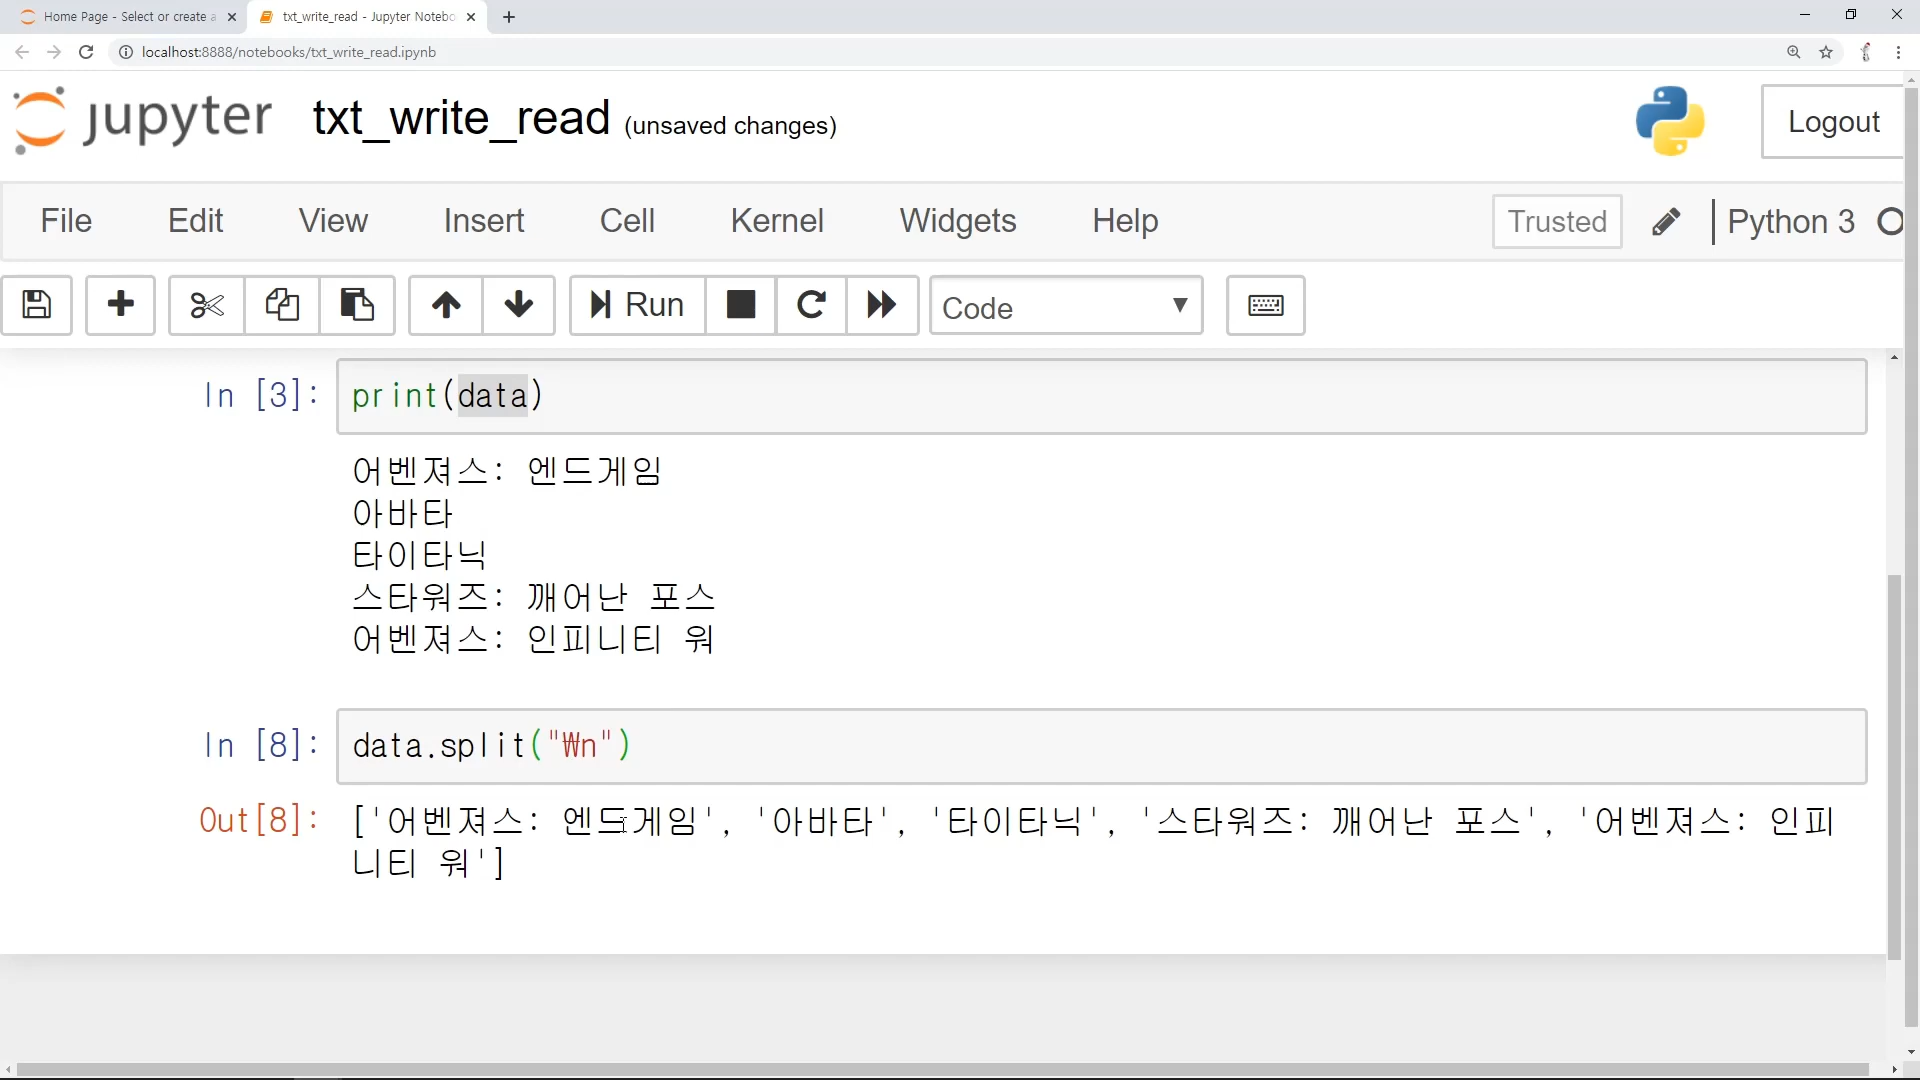 Home Page - Select or create a
txt_write_read - Jupyter Notebo
localhost:8888/notebooks/txt_write_read.ipynb
jupyter txt_write_read (unsaved changes)
Logout
File Edit View Insert Cell Kernel Widgets Help Trusted Python 3
Run Code
In [3]: print(data)
어벤져스: 엔드게임
아바타
타이타닉
스타워즈: 깨어난 포스
어벤져스: 인피니티 워
In [8]: data.split("₩n")
Out[8]: ['어벤져스: 엔드게임', '아바타', '타이타닉', '스타워즈: 깨어난 포스', '어벤져스: 인피
니티 워']